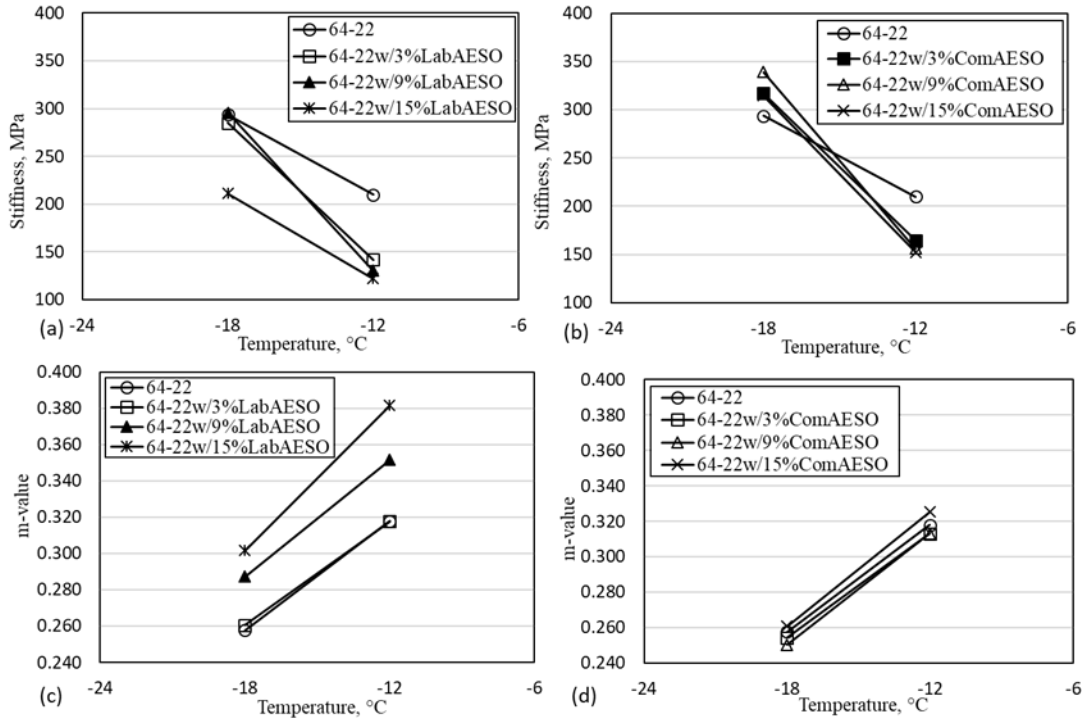 400
350
300
250
200
150
100
Stiffness, MPa
64-22
64-22w/3%LabAESO
64-22w/9%LabAESO
64-22w/15%LabAESO
(a)
-24
-18
-12
-6
Temperature, °C
400
350
300
250
200
150
100
Stiffness, MPa
64-22
64-22w/3%ComAESO
64-22w/9%ComAESO
64-22w/15%ComAESO
(b)
-24
-18
-12
-6
Temperature, °C
0.400
0.380
0.360
0.340
0.320
0.300
0.280
0.260
0.240
m-value
64-22
64-22w/3%LabAESO
64-22w/9%LabAESO
64-22w/15%LabAESO
(c)
-24
-18
-12
-6
Temperature, °C
0.400
0.380
0.360
0.340
0.320
0.300
0.280
0.260
0.240
m-value
64-22
64-22w/3%ComAESO
64-22w/9%ComAESO
64-22w/15%ComAESO
(d)
-24
-18
-12
-6
Temperature, °C